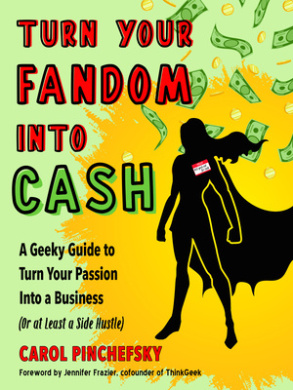 TURN YOUR
FANDOM
INTO
CASH
A Geeky Guide to
Turn Your Passion
Into a Business
(Or at Least a Side Hustle)
CAROL PINCHEFSKY
Foreword by Jennifer Frazier, cofounder of ThinkGeek